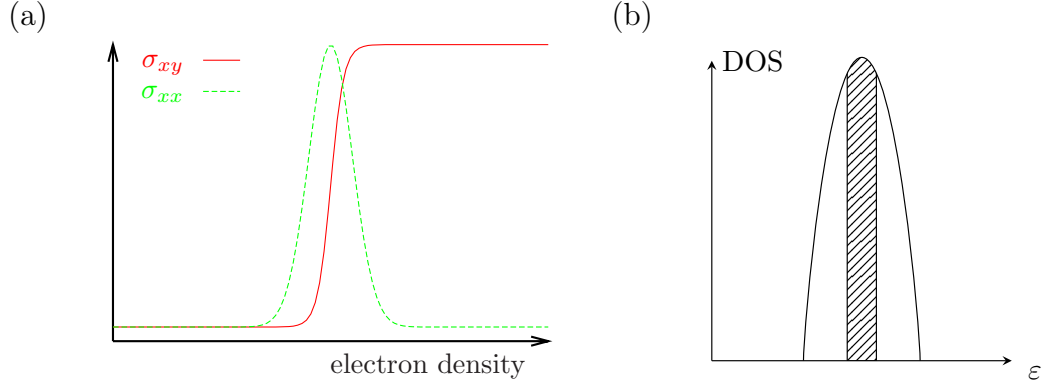 (a)
σxy
σxx
electron density
(b)
DOS
ε